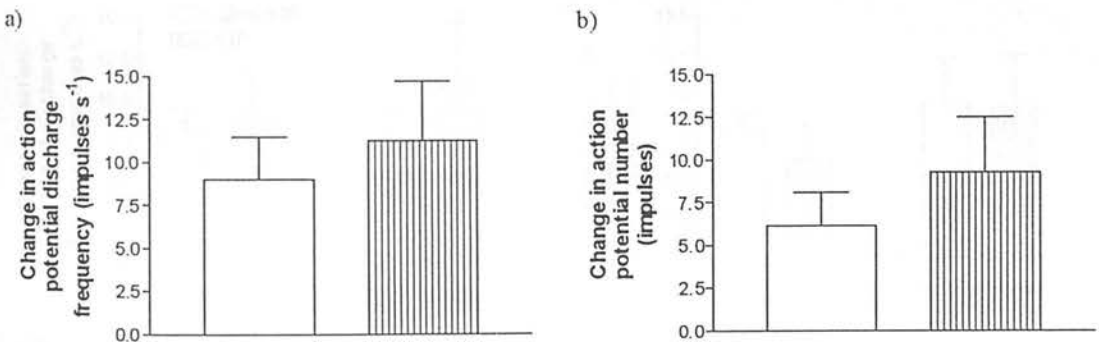 a)
Change in action
potential discharge
frequency (impulses s⁻¹)
15.0
12.5
10.0
7.5
5.0
2.5
0.0
b)
Change in action
potential number
(impulses)
15.0
12.5
10.0
7.5
5.0
2.5
0.0